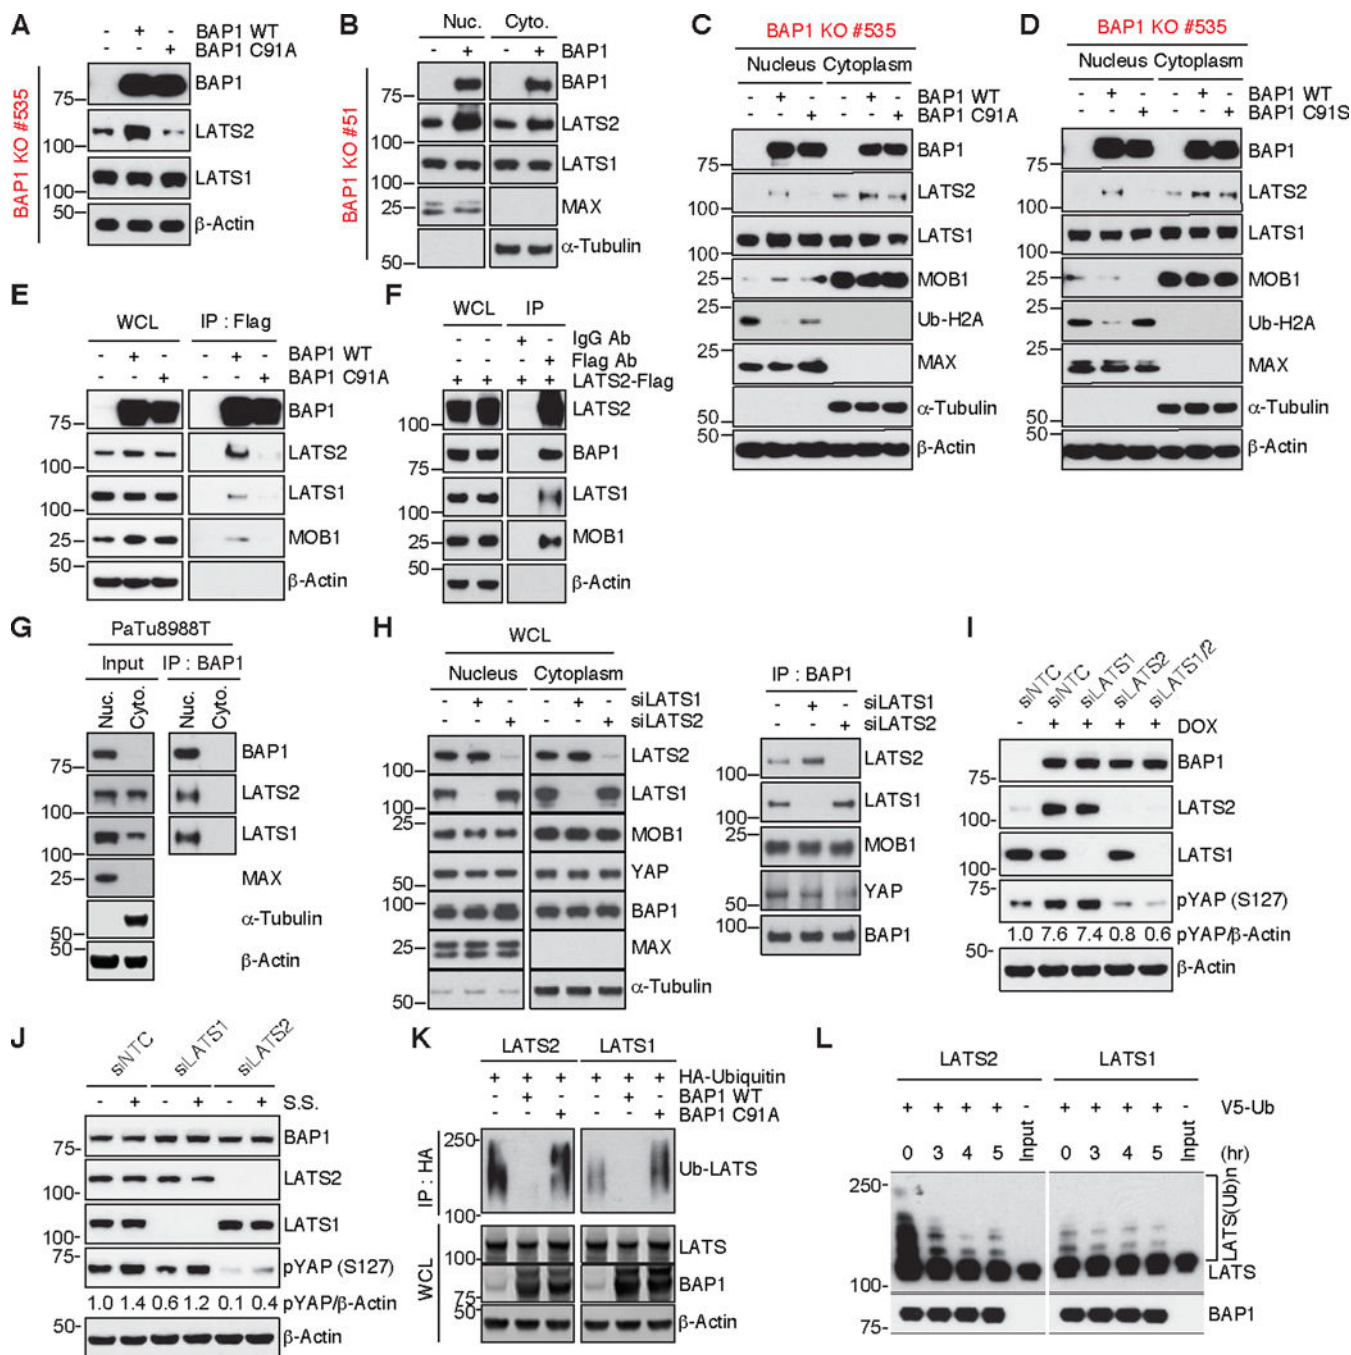 A
- + - BAP1 WT
- - + BAP1 C91A
BAP1 KO #535
75 BAP1
100 LATS2
100 LATS1
50 β-Actin
B
Nuc. Cyto.
- + - + BAP1
BAP1 KO #51
75 BAP1
100 LATS2
100 LATS1
25 MAX
50 α-Tubulin
C
BAP1 KO #535
Nucleus Cytoplasm
- + - - + - BAP1 WT
- - + - - + BAP1 C91A
75 BAP1
100 LATS2
100 LATS1
25 MOB1
Ub-H2A
25 MAX
50 α-Tubulin
50 β-Actin
D
BAP1 KO #535
Nucleus Cytoplasm
- + - - + - BAP1 WT
- - + - - + BAP1 C91S
75 BAP1
100 LATS2
100 LATS1
25 MOB1
Ub-H2A
25 MAX
50 α-Tubulin
50 β-Actin
E
WCL IP : Flag
- + - - + - BAP1 WT
- - + - - + BAP1 C91A
75 BAP1
100 LATS2
100 LATS1
25 MOB1
50 β-Actin
F
WCL IP
- - + - IgG Ab
- - - + Flag Ab
+ + + + LATS2-Flag
100 LATS2
75 BAP1
100 LATS1
25 MOB1
50 β-Actin
G
PaTu8988T
Input IP : BAP1
Nuc. Cyto. Nuc. Cyto.
75 BAP1
100 LATS2
100 LATS1
25 MAX
50 α-Tubulin
50 β-Actin
H
WCL
Nucleus Cytoplasm
- + - - + - siLATS1
- - + - - + siLATS2
100 LATS2
100 LATS1
25 MOB1
50 YAP
100 BAP1
25 MAX
50 α-Tubulin
IP : BAP1
- + - siLATS1
- - + siLATS2
100 LATS2
100 LATS1
25 MOB1
50 YAP
100 BAP1
I
siNTC siNTC siLATS1 siLATS2 siLATS1/2
- + + + + DOX
75- BAP1
100- LATS2
100- LATS1
75- pYAP (S127)
1.0 7.6 7.4 0.8 0.6 pYAP/β-Actin
50- β-Actin
J
siNTC siLATS1 siLATS2
- + - + - + S.S.
75- BAP1
100- LATS2
100- LATS1
75- pYAP (S127)
1.0 1.4 0.6 1.2 0.1 0.4 pYAP/β-Actin
50- β-Actin
K
LATS2 LATS1
+ + + + + + HA-Ubiquitin
- + - - + - BAP1 WT
- - + - - + BAP1 C91A
IP : HA
250 Ub-LATS
100
WCL
100 LATS
75 BAP1
50 β-Actin
L
LATS2 LATS1
+ + + + - + + + + - V5-Ub
0 3 4 5 Input 0 3 4 5 Input (hr)
250- LATS(Ub)n
100- LATS
75- BAP1